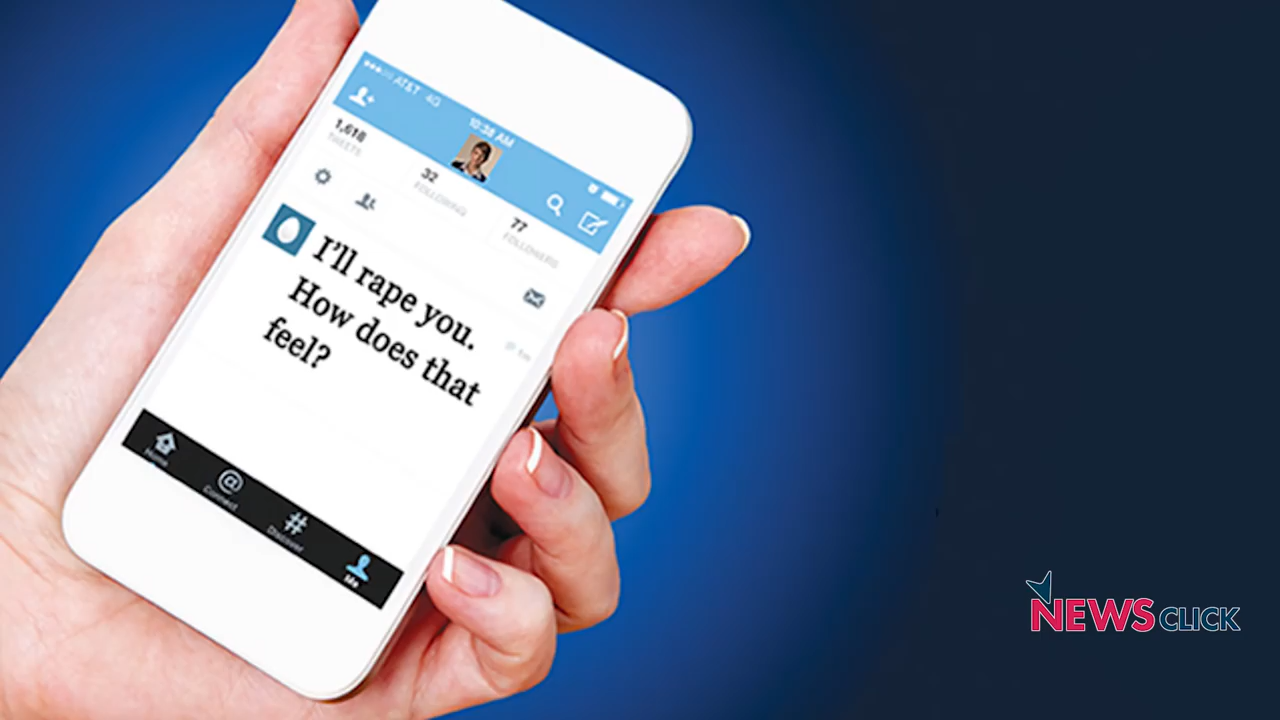 AT&T 4G
10:38 AM
1,618
TWEETS
32
FOLLOWING
77
FOLLOWERS
I'll rape you.
How does that
feel?
Home
Connect
Discover
Me
NEWSCLICK